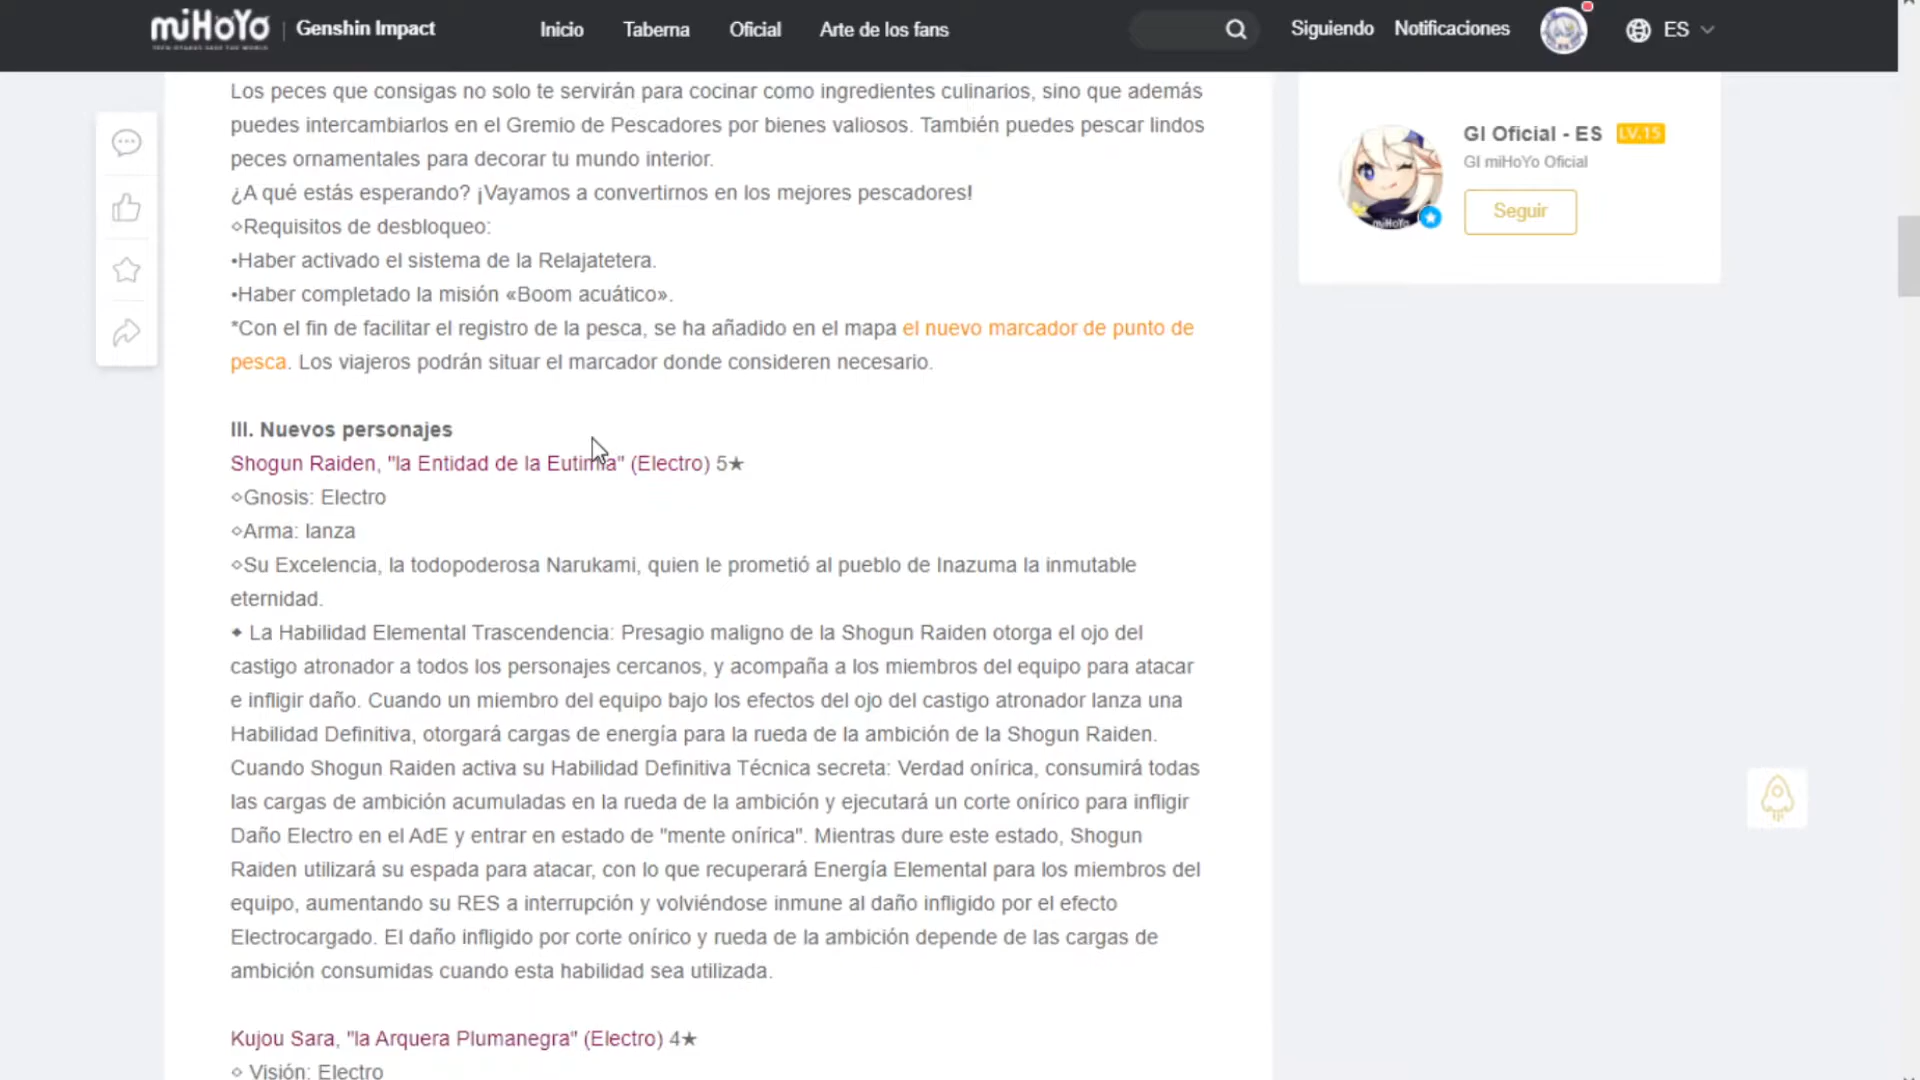 miHoYo
TECH OTAKUS SAVE THE WORLD
Genshin Impact
Inicio
Taberna
Oficial
Arte de los fans
Siguiendo
Notificaciones
ES
Los peces que consigas no solo te servirán para cocinar como ingredientes culinarios, sino que además
puedes intercambiarlos en el Gremio de Pescadores por bienes valiosos. También puedes pescar lindos
peces ornamentales para decorar tu mundo interior.
¿A qué estás esperando? ¡Vayamos a convertirnos en los mejores pescadores!
◇Requisitos de desbloqueo:
•Haber activado el sistema de la Relajatetera.
•Haber completado la misión «Boom acuático».
*Con el fin de facilitar el registro de la pesca, se ha añadido en el mapa el nuevo marcador de punto de
pesca. Los viajeros podrán situar el marcador donde consideren necesario.
III. Nuevos personajes
Shogun Raiden, "la Entidad de la Eutimia" (Electro) 5★
◇Gnosis: Electro
◇Arma: lanza
◇Su Excelencia, la todopoderosa Narukami, quien le prometió al pueblo de Inazuma la inmutable
eternidad.
✦ La Habilidad Elemental Trascendencia: Presagio maligno de la Shogun Raiden otorga el ojo del
castigo atronador a todos los personajes cercanos, y acompaña a los miembros del equipo para atacar
e infligir daño. Cuando un miembro del equipo bajo los efectos del ojo del castigo atronador lanza una
Habilidad Definitiva, otorgará cargas de energía para la rueda de la ambición de la Shogun Raiden.
Cuando Shogun Raiden activa su Habilidad Definitiva Técnica secreta: Verdad onírica, consumirá todas
las cargas de ambición acumuladas en la rueda de la ambición y ejecutará un corte onírico para infligir
Daño Electro en el AdE y entrar en estado de "mente onírica". Mientras dure este estado, Shogun
Raiden utilizará su espada para atacar, con lo que recuperará Energía Elemental para los miembros del
equipo, aumentando su RES a interrupción y volviéndose inmune al daño infligido por el efecto
Electrocargado. El daño infligido por corte onírico y rueda de la ambición depende de las cargas de
ambición consumidas cuando esta habilidad sea utilizada.
Kujou Sara, "la Arquera Plumanegra" (Electro) 4★
◇ Visión: Electro
GI Oficial - ES LV.15
GI miHoYo Oficial
Seguir
miHoYo